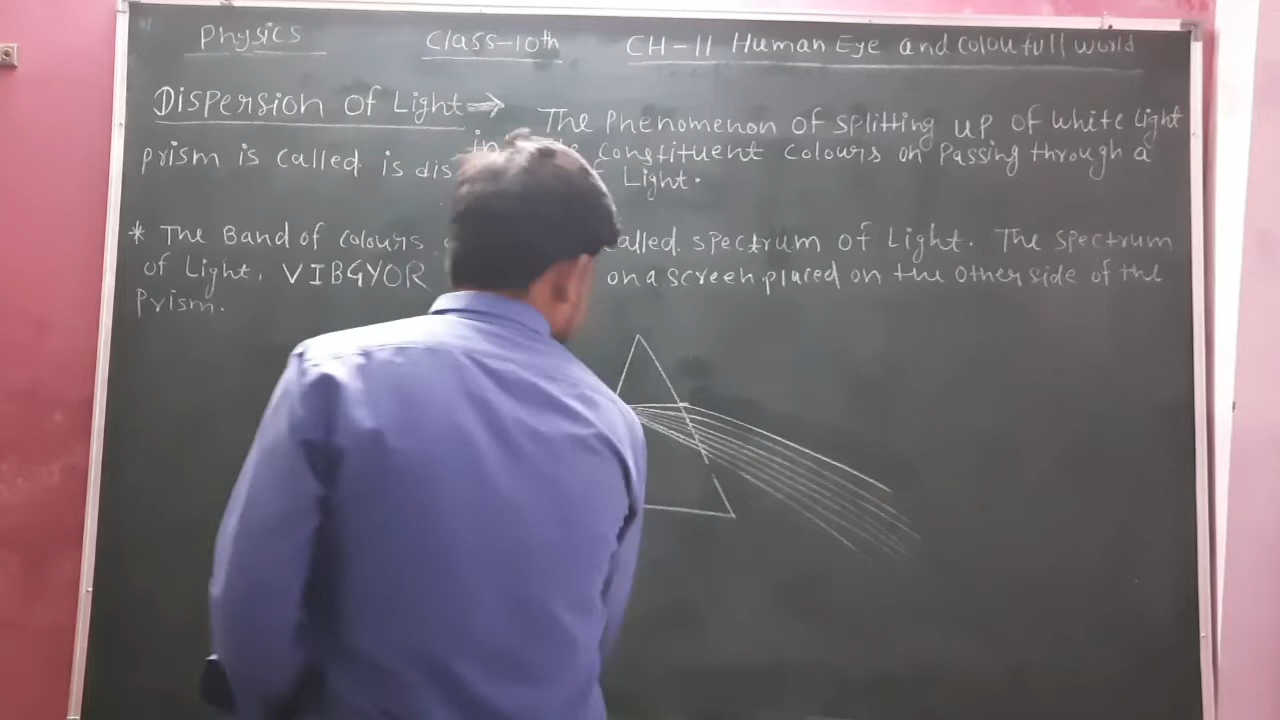 Physics Class-10th CH-11 Human Eye and colourfull world
Dispersion of Light→ The Phenomenon of splitting up of white light
constituent colours on passing through a
prism is called is dis Light.
* The Band of colours called spectrum of Light. The spectrum
of Light, VIBGYOR on a screen placed on the other side of the
Prism.